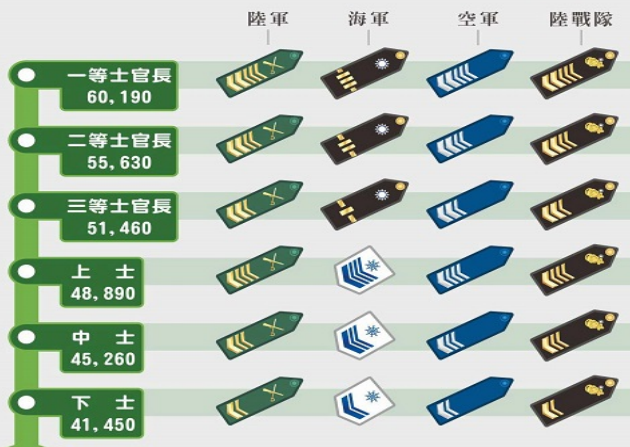 陸軍 海軍 空軍 陸戰隊
一等士官長
60,190
二等士官長
55,630
三等士官長
51,460
上 士
48,890
中 士
45,260
下 士
41,450